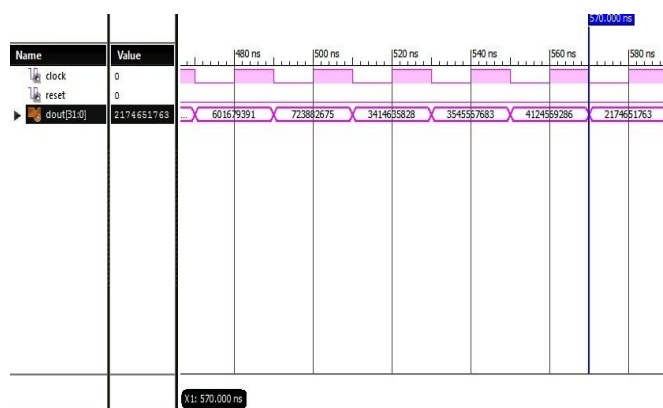 570.000 ns
Name Value 480 ns 500 ns 520 ns 540 ns 560 ns 580 ns
clock 0
reset 0
dout[31:0] 2174651763 ... 601679391 723882675 3414635828 3545557683 4124559286 2174651763
X1: 570.000 ns